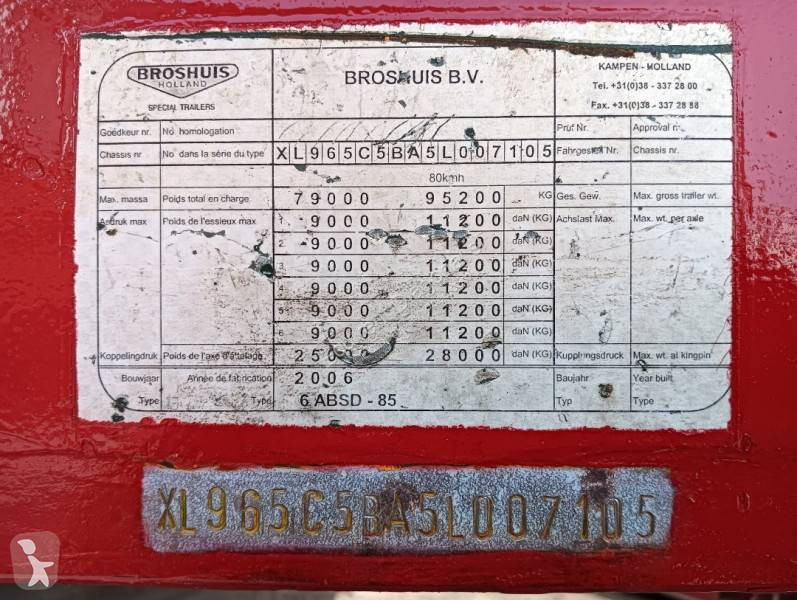 BROSHUIS
HOLLAND
SPECIAL TRAILERS
BROSHUIS B.V.
KAMPEN - HOLLAND
Tel. +31(0)38 - 337 28 00
Fax. +31(0)38 - 337 28 88
Goedkeur nr. No. homologation Prüf Nr. Approval n.
Chassis nr No. dans la série du type XL965C5BA5L007105 Fahrgestell Nr. Chassis nr.
80kmh
Max. massa Poids total en charge. 79000 95200 KG Ges. Gew. Max. gross trailer wt.
Asdruk max Poids de l'essieux max 1. 9000 11200 daN (KG) Achslast Max. Max. wt. per axle
2. 9000 11200 daN (KG)
3. 9000 11200 daN (KG)
4. 9000 11200 daN (KG)
5. 9000 11200 daN (KG)
6. 9000 11200 daN (KG)
Koppelingdruk Poids de l'axe d'attelage. 25000 28000 daN (KG) Kupplungsdruck Max. wt. at kingpin
Bouwjaar Année de fabrication 2006 Baujahr Year built
Type Type 6 ABSD - 85 Typ Type
XL965C5BA5L007105